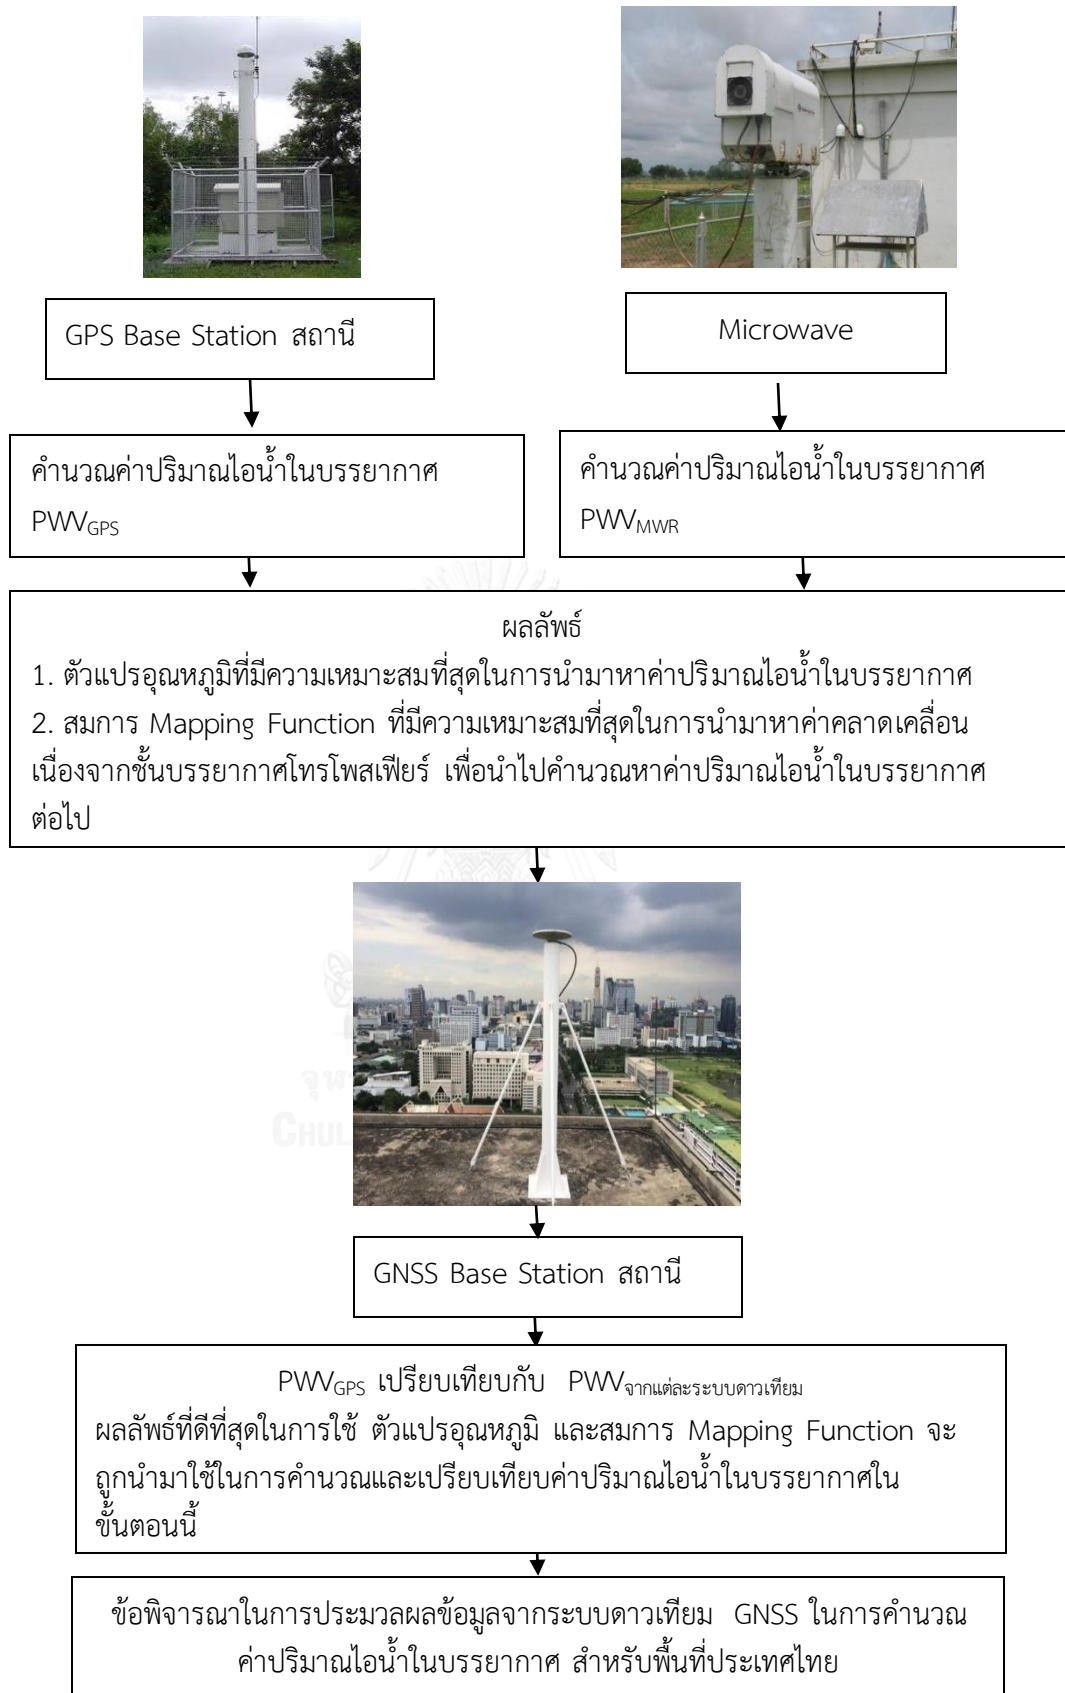 GPS Base Station สถานี
Microwave
คำนวณค่าปริมาณไอน้ำในบรรยากาศ
PWV GPS
คำนวณค่าปริมาณไอน้ำในบรรยากาศ
PWV MWR
ผลลัพธ์
1. ตัวแปรอุณหภูมิที่มีความเหมาะสมที่สุดในการนำมาหาค่าปริมาณไอน้ำในบรรยากาศ
2. สมการ Mapping Function ที่มีความเหมาะสมที่สุดในการนำมาหาค่าคลาดเคลื่อน
เนื่องจากชั้นบรรยากาศโทรโพสเฟียร์ เพื่อนำไปคำนวณหาค่าปริมาณไอน้ำในบรรยากาศ
ต่อไป
จุฬ
CHUL
GNSS Base Station สถานี
PWV GPS เปรียบเทียบกับ PWV จากแต่ละระบบดาวเทียม
ผลลัพธ์ที่ดีที่สุดในการใช้ ตัวแปรอุณหภูมิ และสมการ Mapping Function จะ
ถูกนำมาใช้ในการคำนวณและเปรียบเทียบค่าปริมาณไอน้ำในบรรยากาศใน
ขั้นตอนนี้
ข้อพิจารณาในการประมวลผลข้อมูลจากระบบดาวเทียม GNSS ในการคำนวณ
ค่าปริมาณไอน้ำในบรรยากาศ สำหรับพื้นที่ประเทศไทย